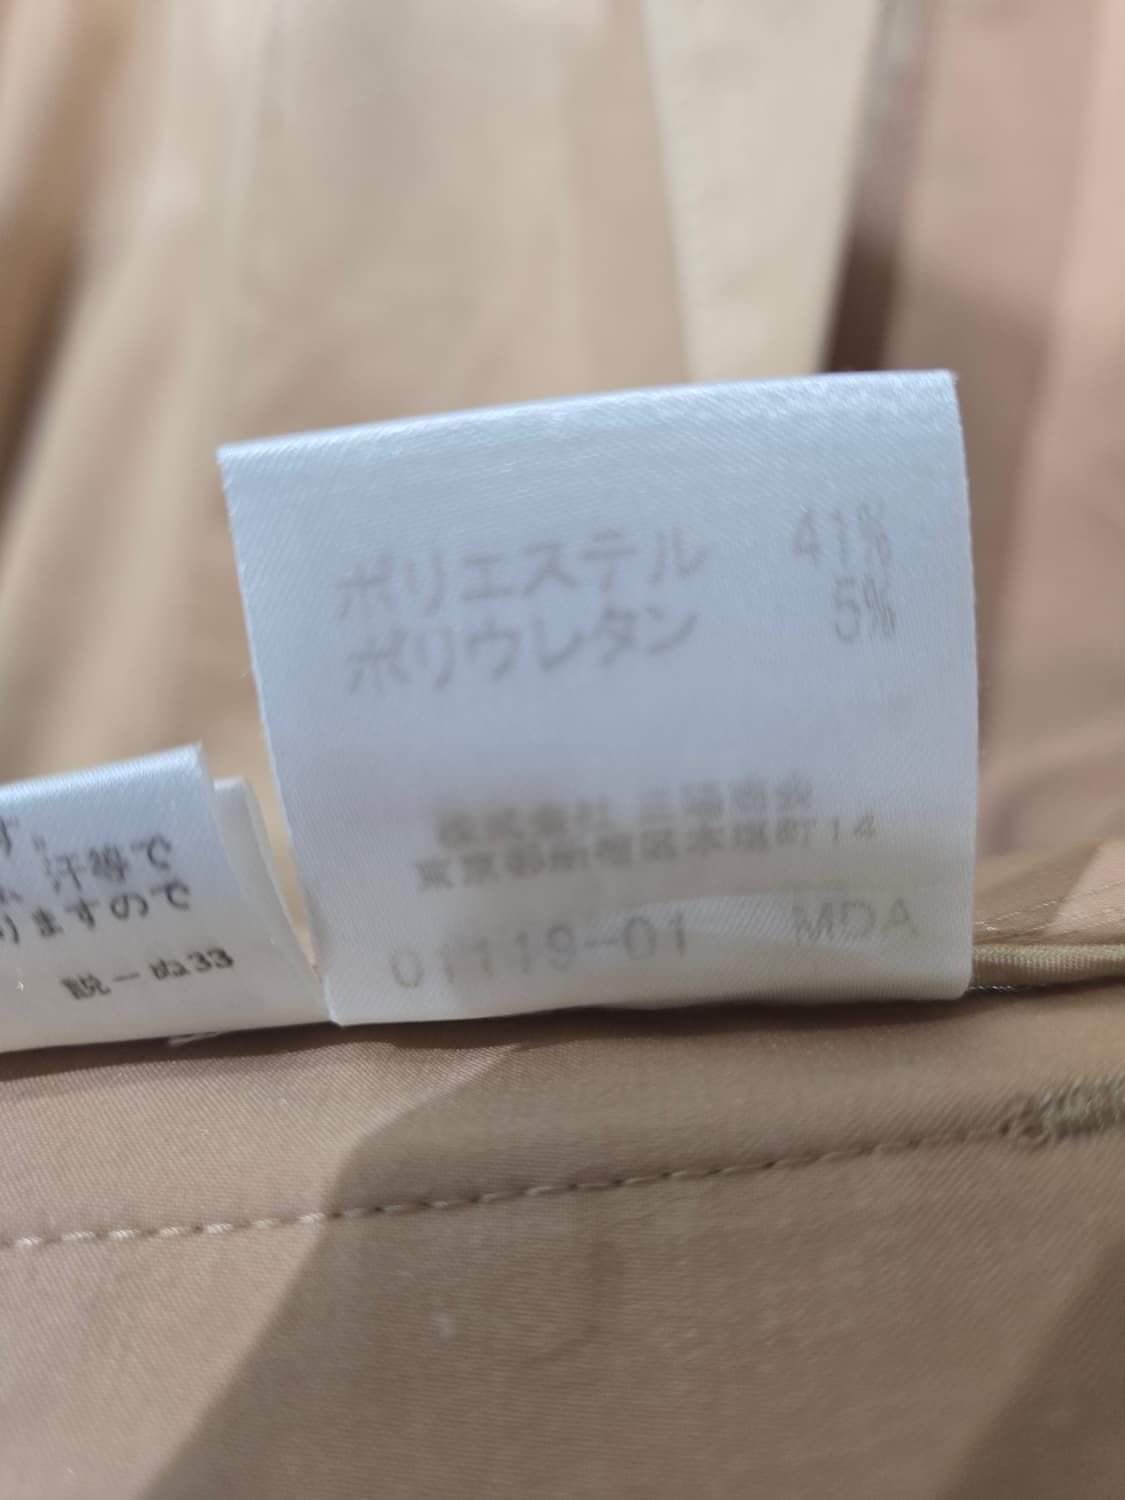 ポリエステル 41%
ポリウレタン 5%
株式会社 三陽商会
東京都新宿区本塩町14
01119-01 MDA
す。
汗等で
りますので
説-ぬ33